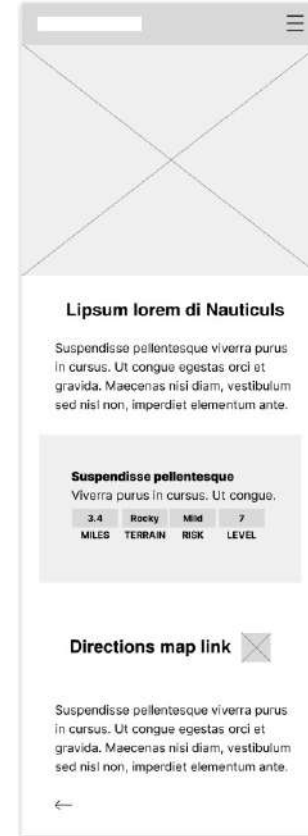 Lipsum lorem di Nauticuls
Suspendisse pellentesque viverra purus
in cursus. Ut congue egestas orci et
gravida. Maecenas nisi diam, vestibulum
sed nisl non, imperdiet elementum ante.
Suspendisse pellentesque
Viverra purus in cursus. Ut congue.
3.4 Rocky Mild 7
MILES TERRAIN RISK LEVEL
Directions map link
Suspendisse pellentesque viverra purus
in cursus. Ut congue egestas orci et
gravida. Maecenas nisi diam, vestibulum
sed nisl non, imperdiet elementum ante.